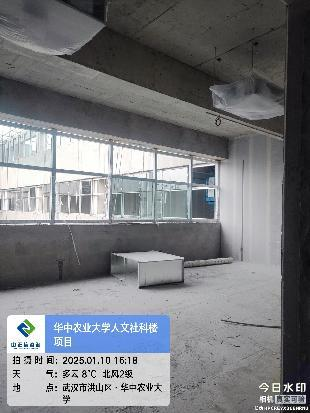 华中农业大学人文社科楼
项目
拍摄时间：2025.01.10 16:18
天　气：多云 8℃ 北风2级
地　点：武汉市洪山区·华中农业大
学
今日水印
相机